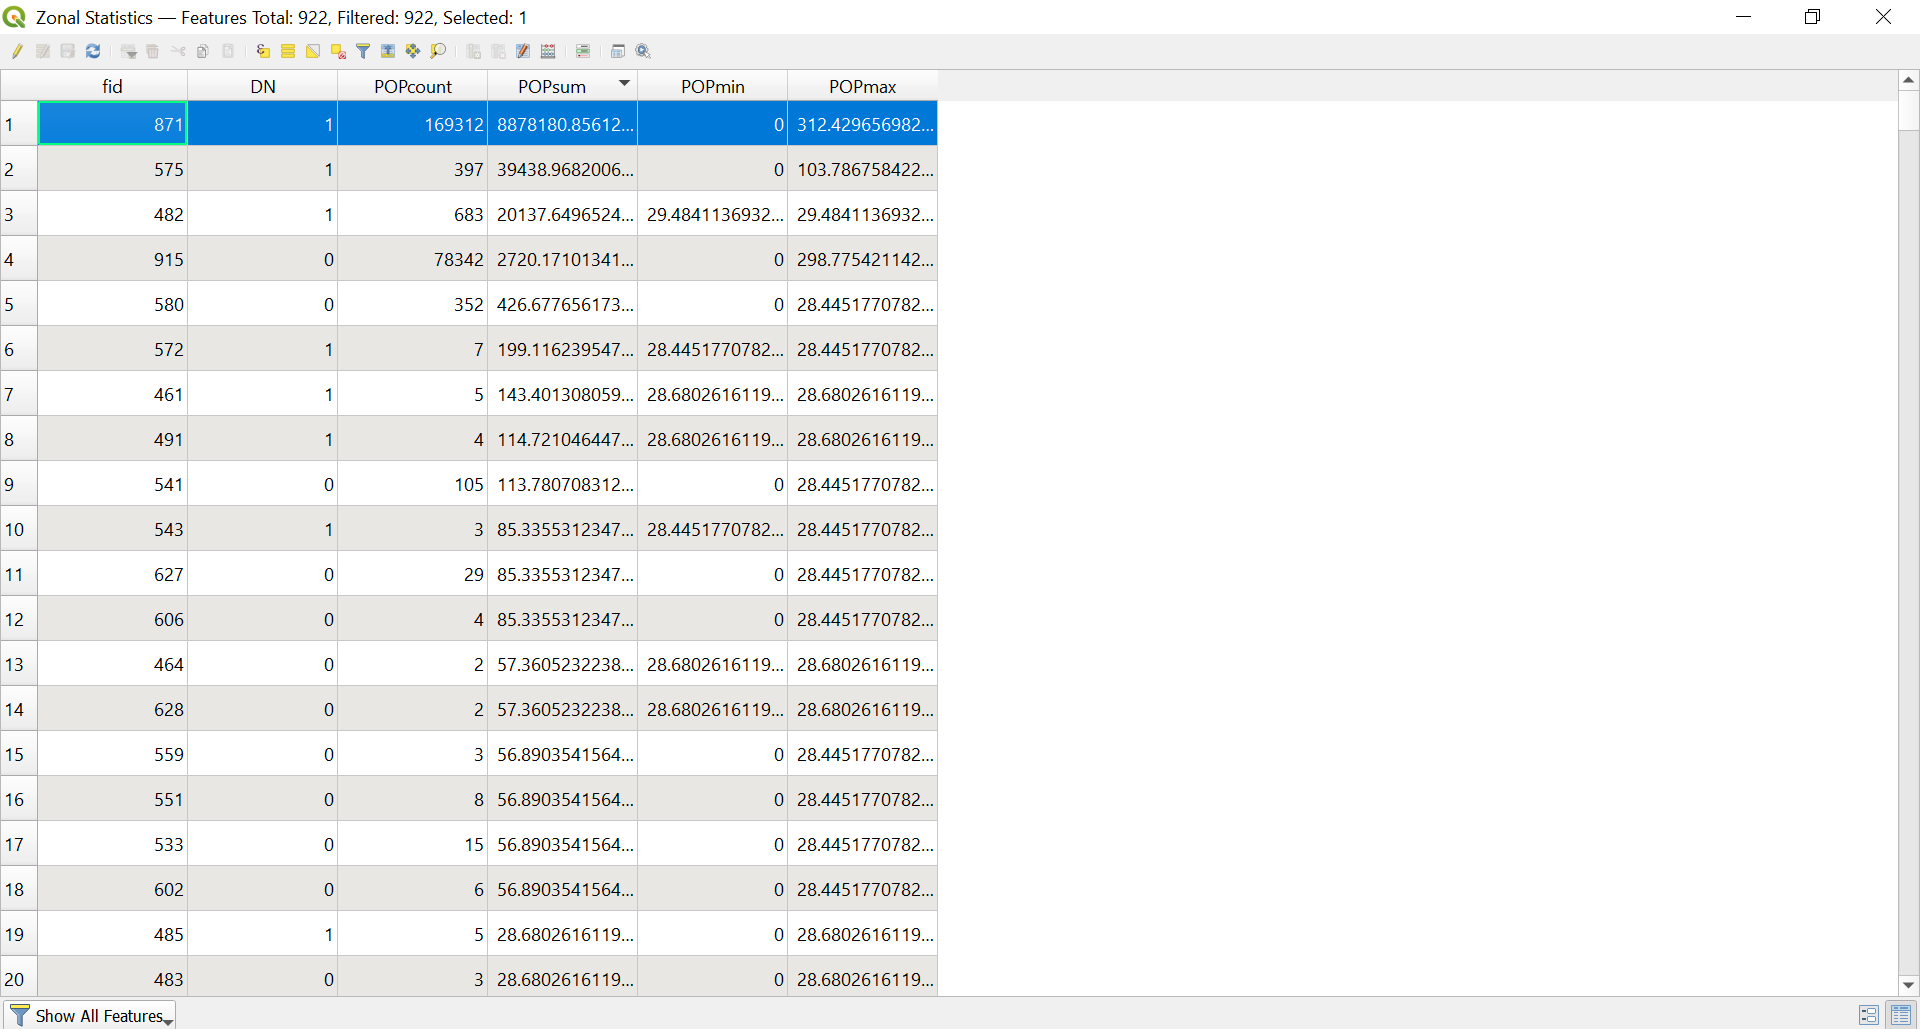 Zonal Statistics — Features Total: 922, Filtered: 922, Selected: 1
fid DN POPcount POPsum POPmin POPmax
1 871 1 169312 8878180.85612... 0 312.429656982...
2 575 1 397 39438.9682006... 0 103.786758422...
3 482 1 683 20137.6496524... 29.4841136932... 29.4841136932...
4 915 0 78342 2720.17101341... 0 298.775421142...
5 580 0 352 426.677656173... 0 28.4451770782...
6 572 1 7 199.116239547... 28.4451770782... 28.4451770782...
7 461 1 5 143.401308059... 28.6802616119... 28.6802616119...
8 491 1 4 114.721046447... 28.6802616119... 28.6802616119...
9 541 0 105 113.780708312... 0 28.4451770782...
10 543 1 3 85.3355312347... 28.4451770782... 28.4451770782...
11 627 0 29 85.3355312347... 0 28.4451770782...
12 606 0 4 85.3355312347... 0 28.4451770782...
13 464 0 2 57.3605232238... 28.6802616119... 28.6802616119...
14 628 0 2 57.3605232238... 28.6802616119... 28.6802616119...
15 559 0 3 56.8903541564... 0 28.4451770782...
16 551 0 8 56.8903541564... 0 28.4451770782...
17 533 0 15 56.8903541564... 0 28.4451770782...
18 602 0 6 56.8903541564... 0 28.4451770782...
19 485 1 5 28.6802616119... 0 28.6802616119...
20 483 0 3 28.6802616119... 0 28.6802616119...
Show All Features